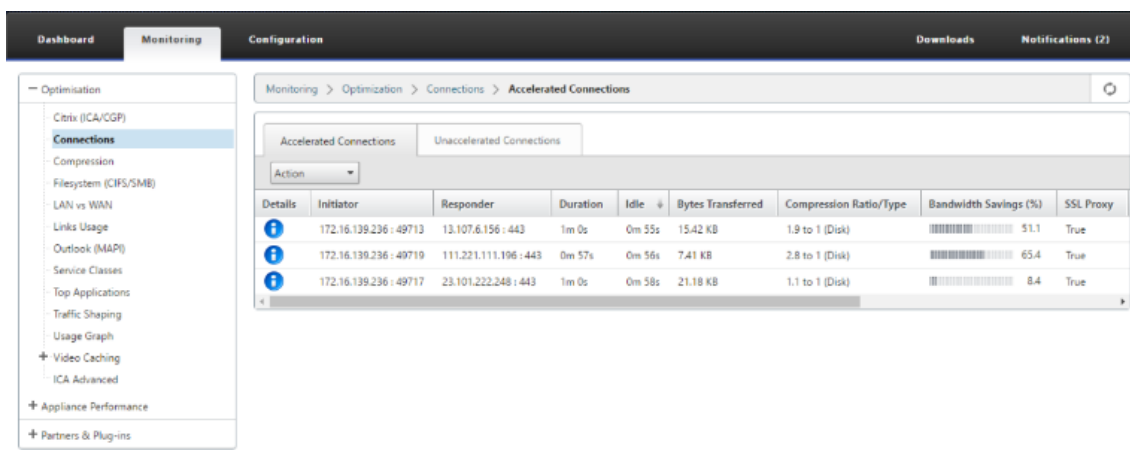 Dashboard Monitoring Configuration Downloads Notifications (2)
Optimisation
Citrix (ICA/CGP)
Connections
Compression
Filesystem (CIFS/SMB)
LAN vs WAN
Links Usage
Outlook (MAPI)
Service Classes
Top Applications
Traffic Shaping
Usage Graph
Video Caching
ICA Advanced
Appliance Performance
Partners & Plug-ins
Monitoring > Optimization > Connections > Accelerated Connections
Accelerated Connections Unaccelerated Connections
Action
Details Initiator Responder Duration Idle Bytes Transferred Compression Ratio/Type Bandwidth Savings (%) SSL Proxy
172.16.139.236 : 49713 13.107.6.156 : 443 1m 0s 0m 55s 15.42 KB 1.9 to 1 (Disk) 51.1 True
172.16.139.236 : 49719 111.221.111.196 : 443 0m 57s 0m 56s 7.41 KB 2.8 to 1 (Disk) 65.4 True
172.16.139.236 : 49717 23.101.222.248 : 443 1m 0s 0m 58s 21.18 KB 1.1 to 1 (Disk) 8.4 True